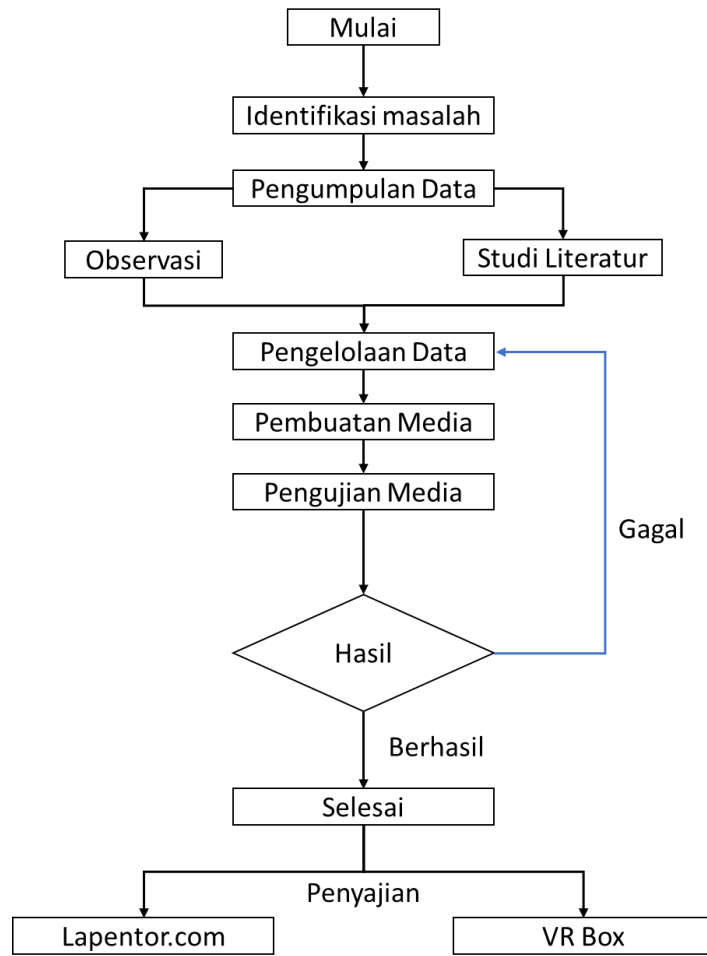 Mulai
Identifikasi masalah
Pengumpulan Data
Observasi
Studi Literatur
Pengelolaan Data
Pembuatan Media
Pengujian Media
Gagal
Hasil
Berhasil
Selesai
Penyajian
Lapentor.com
VR Box